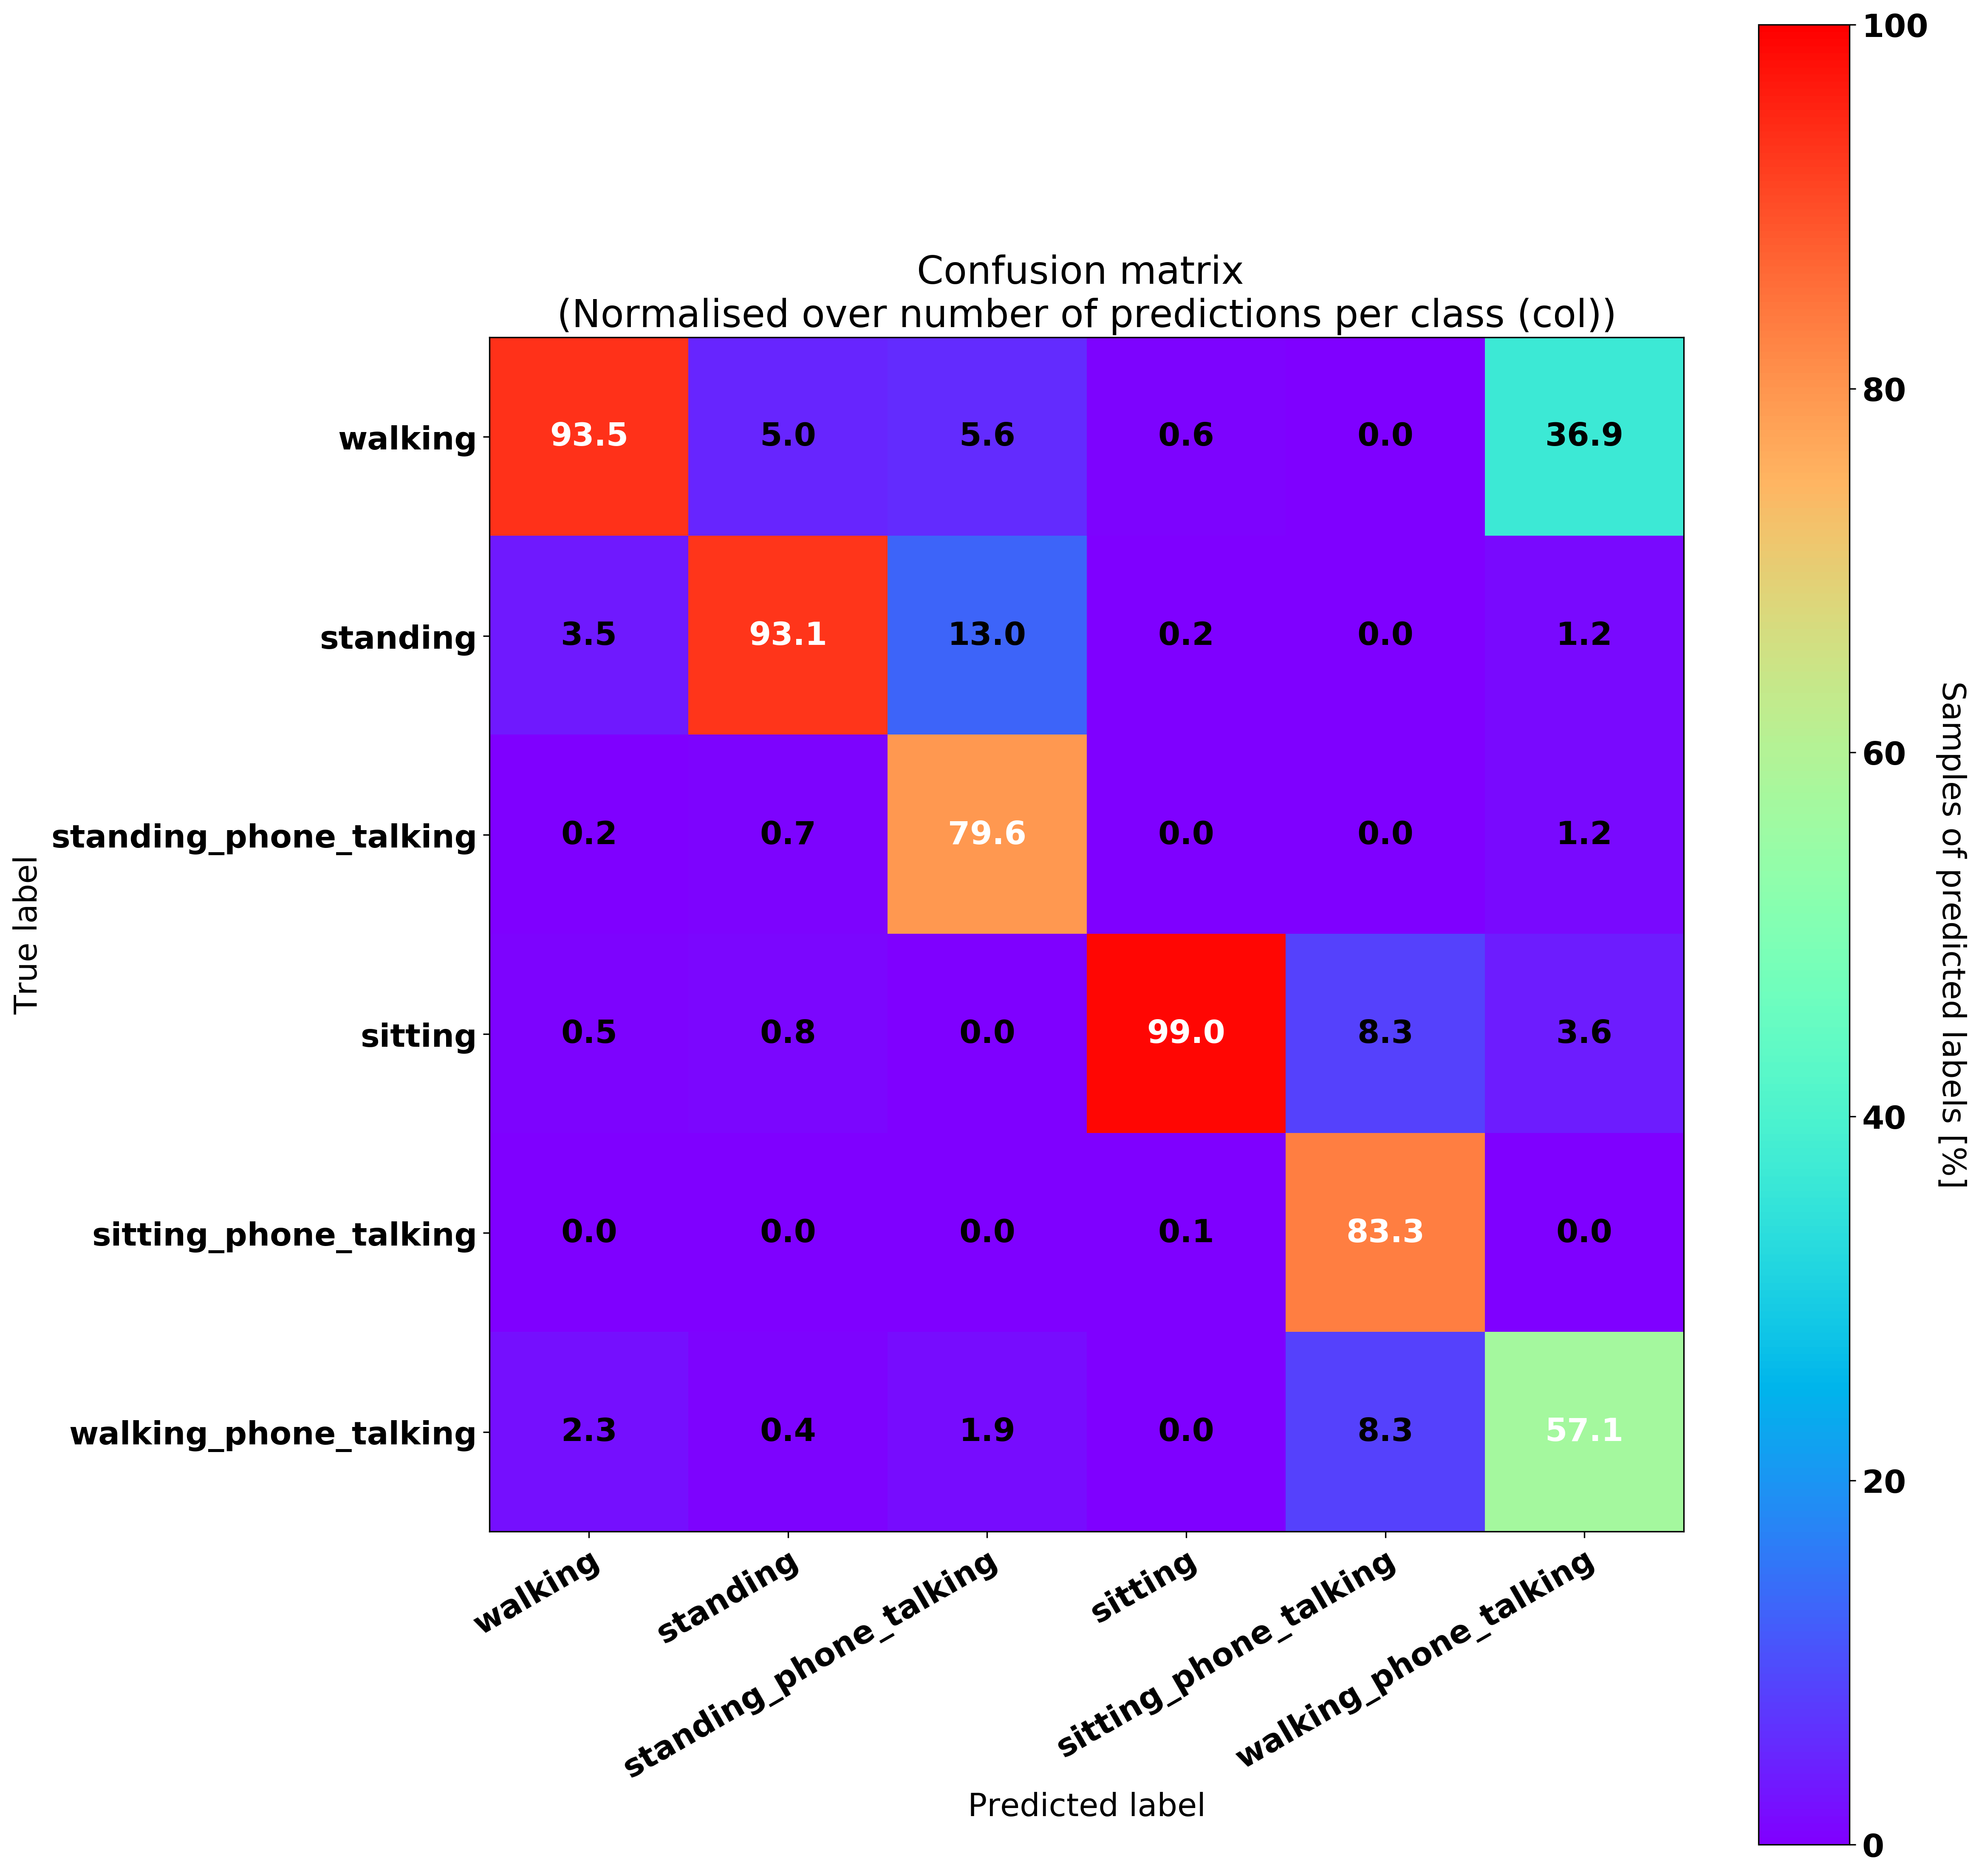 Confusion matrix
(Normalised over number of predictions per class (col))
True label
walking 93.5 5.0 5.6 0.6 0.0 36.9
standing 3.5 93.1 13.0 0.2 0.0 1.2
standing_phone_talking 0.2 0.7 79.6 0.0 0.0 1.2
sitting 0.5 0.8 0.0 99.0 8.3 3.6
sitting_phone_talking 0.0 0.0 0.0 0.1 83.3 0.0
walking_phone_talking 2.3 0.4 1.9 0.0 8.3 57.1
walking
standing
standing_phone_talking
sitting
sitting_phone_talking
walking_phone_talking
Predicted label
100
80
60
40
20
0
Samples of predicted labels [%]